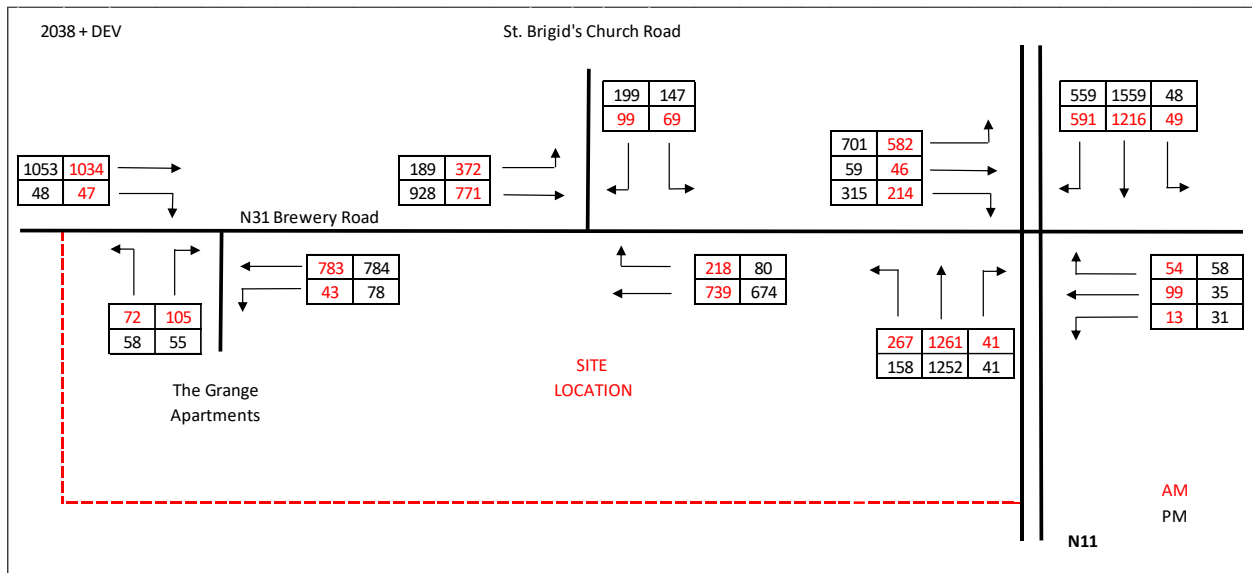 2038 + DEV
St. Brigid's Church Road
199 147
99 69
559 1559 48
591 1216 49
701 582
59 46
315 214
1053 1034
48 47
189 372
928 771
N31 Brewery Road
783 784
43 78
218 80
739 674
54 58
99 35
13 31
72 105
58 55
267 1261 41
158 1252 41
The Grange
Apartments
SITE
LOCATION
AM
PM
N11